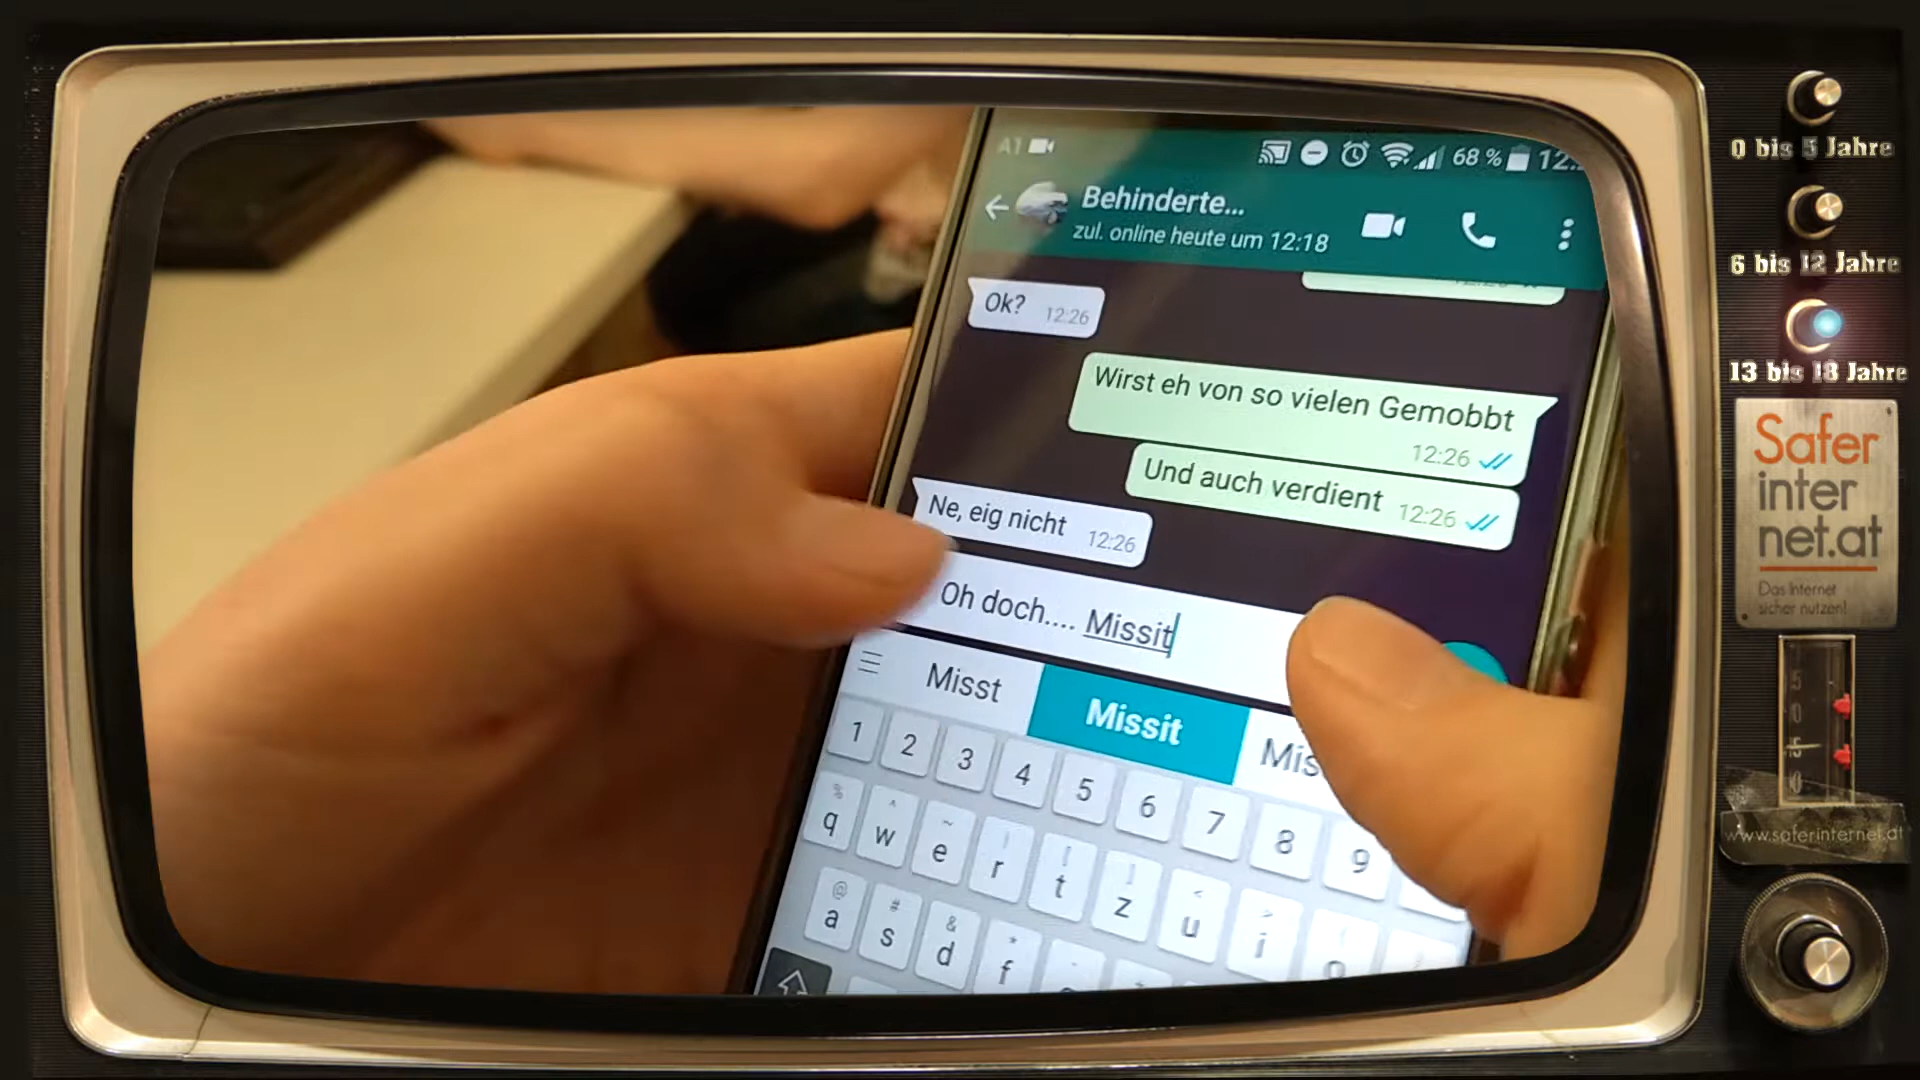 A1
68 %
Behinderte...
zul. online heute um 12:18
Ok? 12:26
Wirst eh von so vielen Gemobbt
12:26
Und auch verdient 12:26
Ne, eig nicht 12:26
Oh doch.... Missit
Misst Missit
1 2 3 4 5 6 7 8 9
q w e r t z u i
a s d f
0 bis 5 Jahre
6 bis 12 Jahre
13 bis 18 Jahre
Safer
inter
net.at
Das Internet
sicher nutzen!
www.saferinternet.at